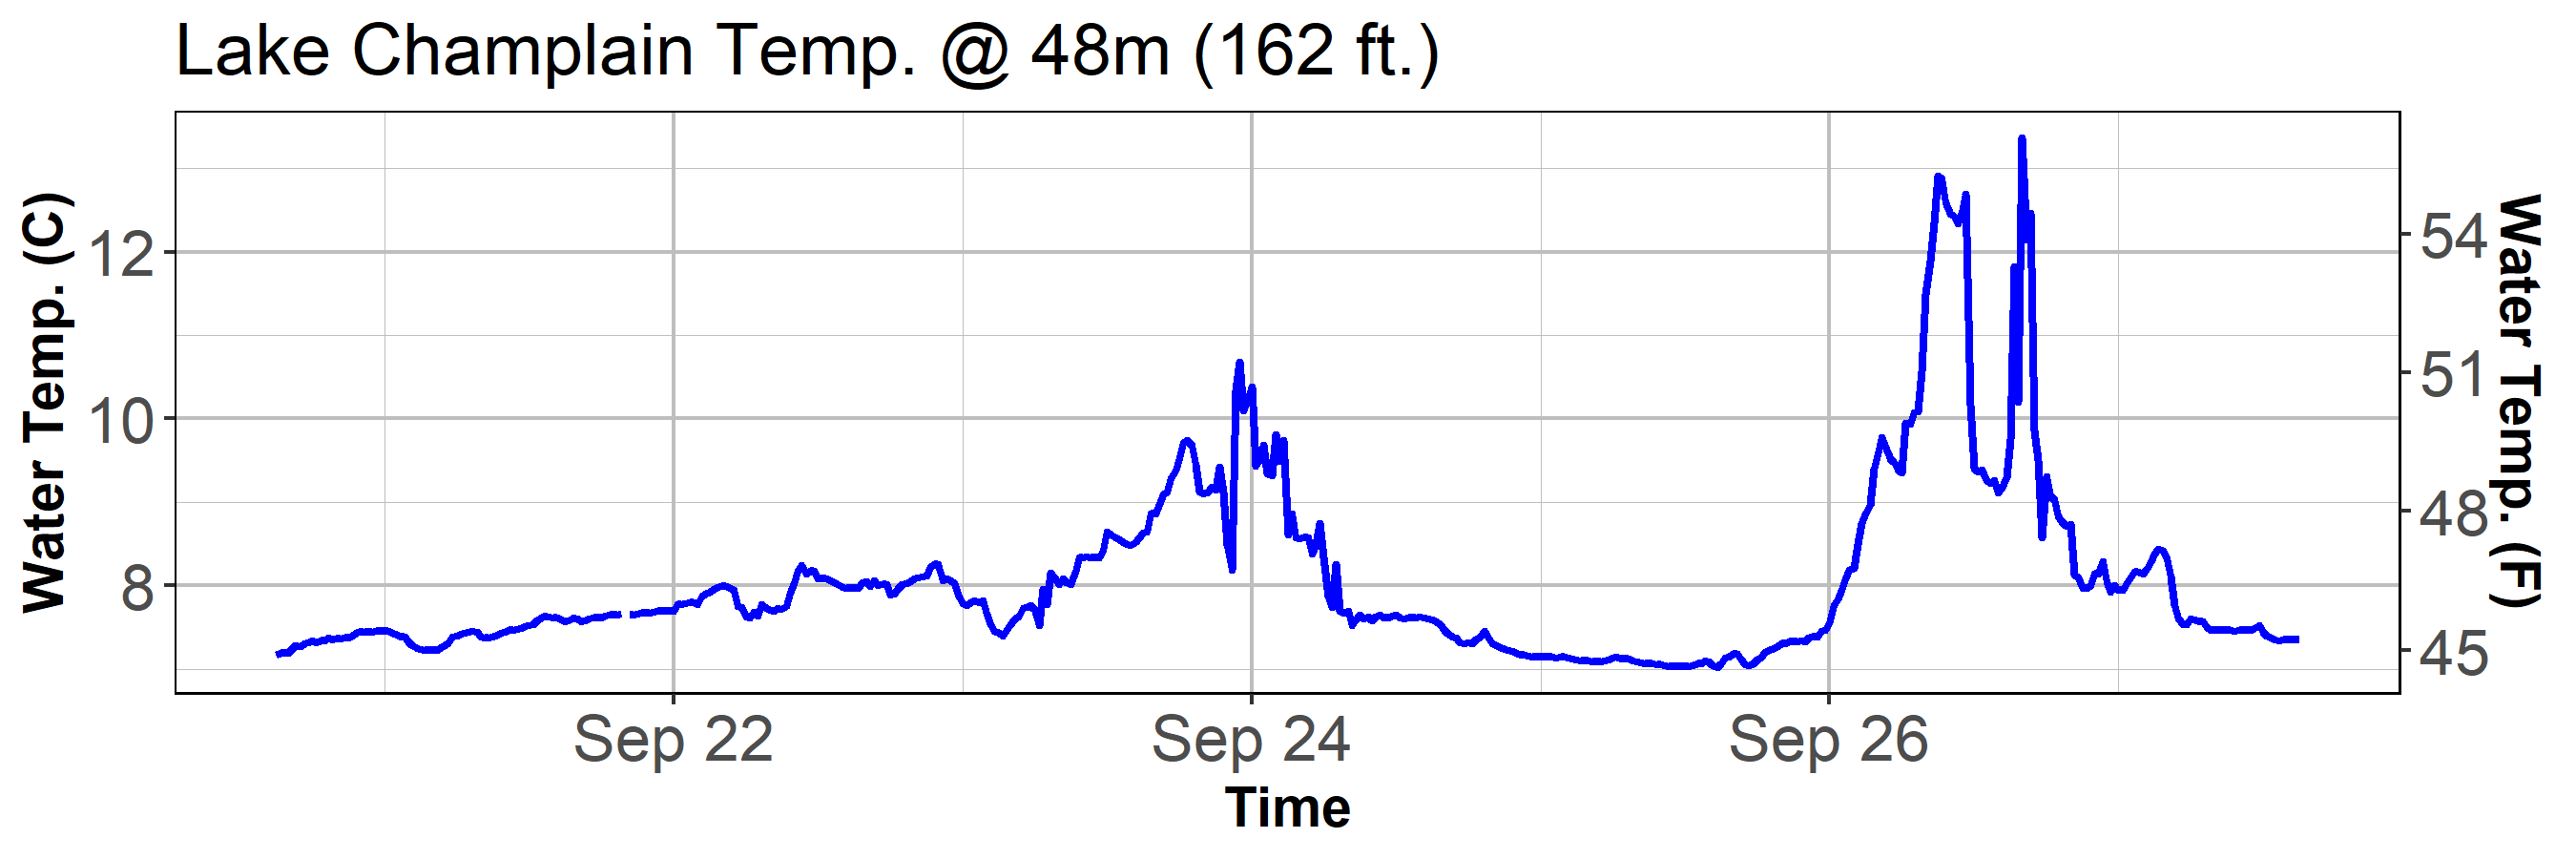 Lake Champlain Temp. @ 48m (162 ft.)
Water Temp. (C)
12
10
8
54
51
48
45
Water Temp. (F)
Sep 22
Sep 24
Sep 26
Time